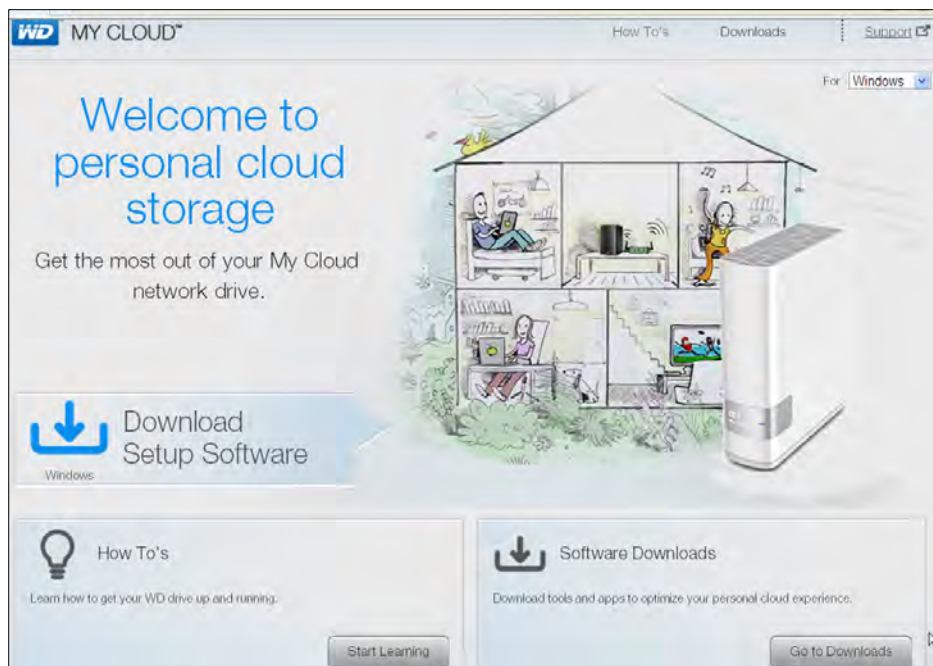 WD MY CLOUD™
How To's Downloads Support
For Windows
Welcome to
personal cloud
storage
Get the most out of your My Cloud
network drive.
Download
Setup Software
Windows
How To's
Learn how to get your WD drive up and running.
Start Learning
Software Downloads
Download tools and apps to optimize your personal cloud experience.
Go to Downloads